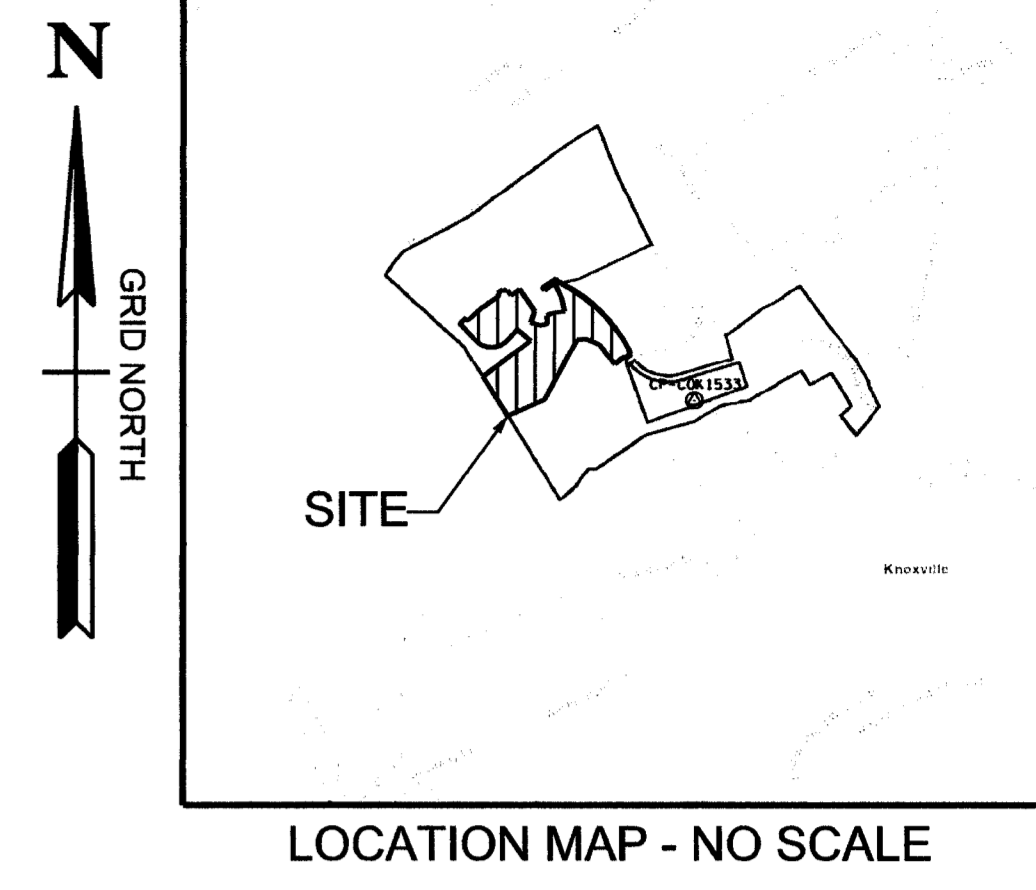 N
GRID NORTH
CP-COK1533
SITE
Knoxville
LOCATION MAP - NO SCALE